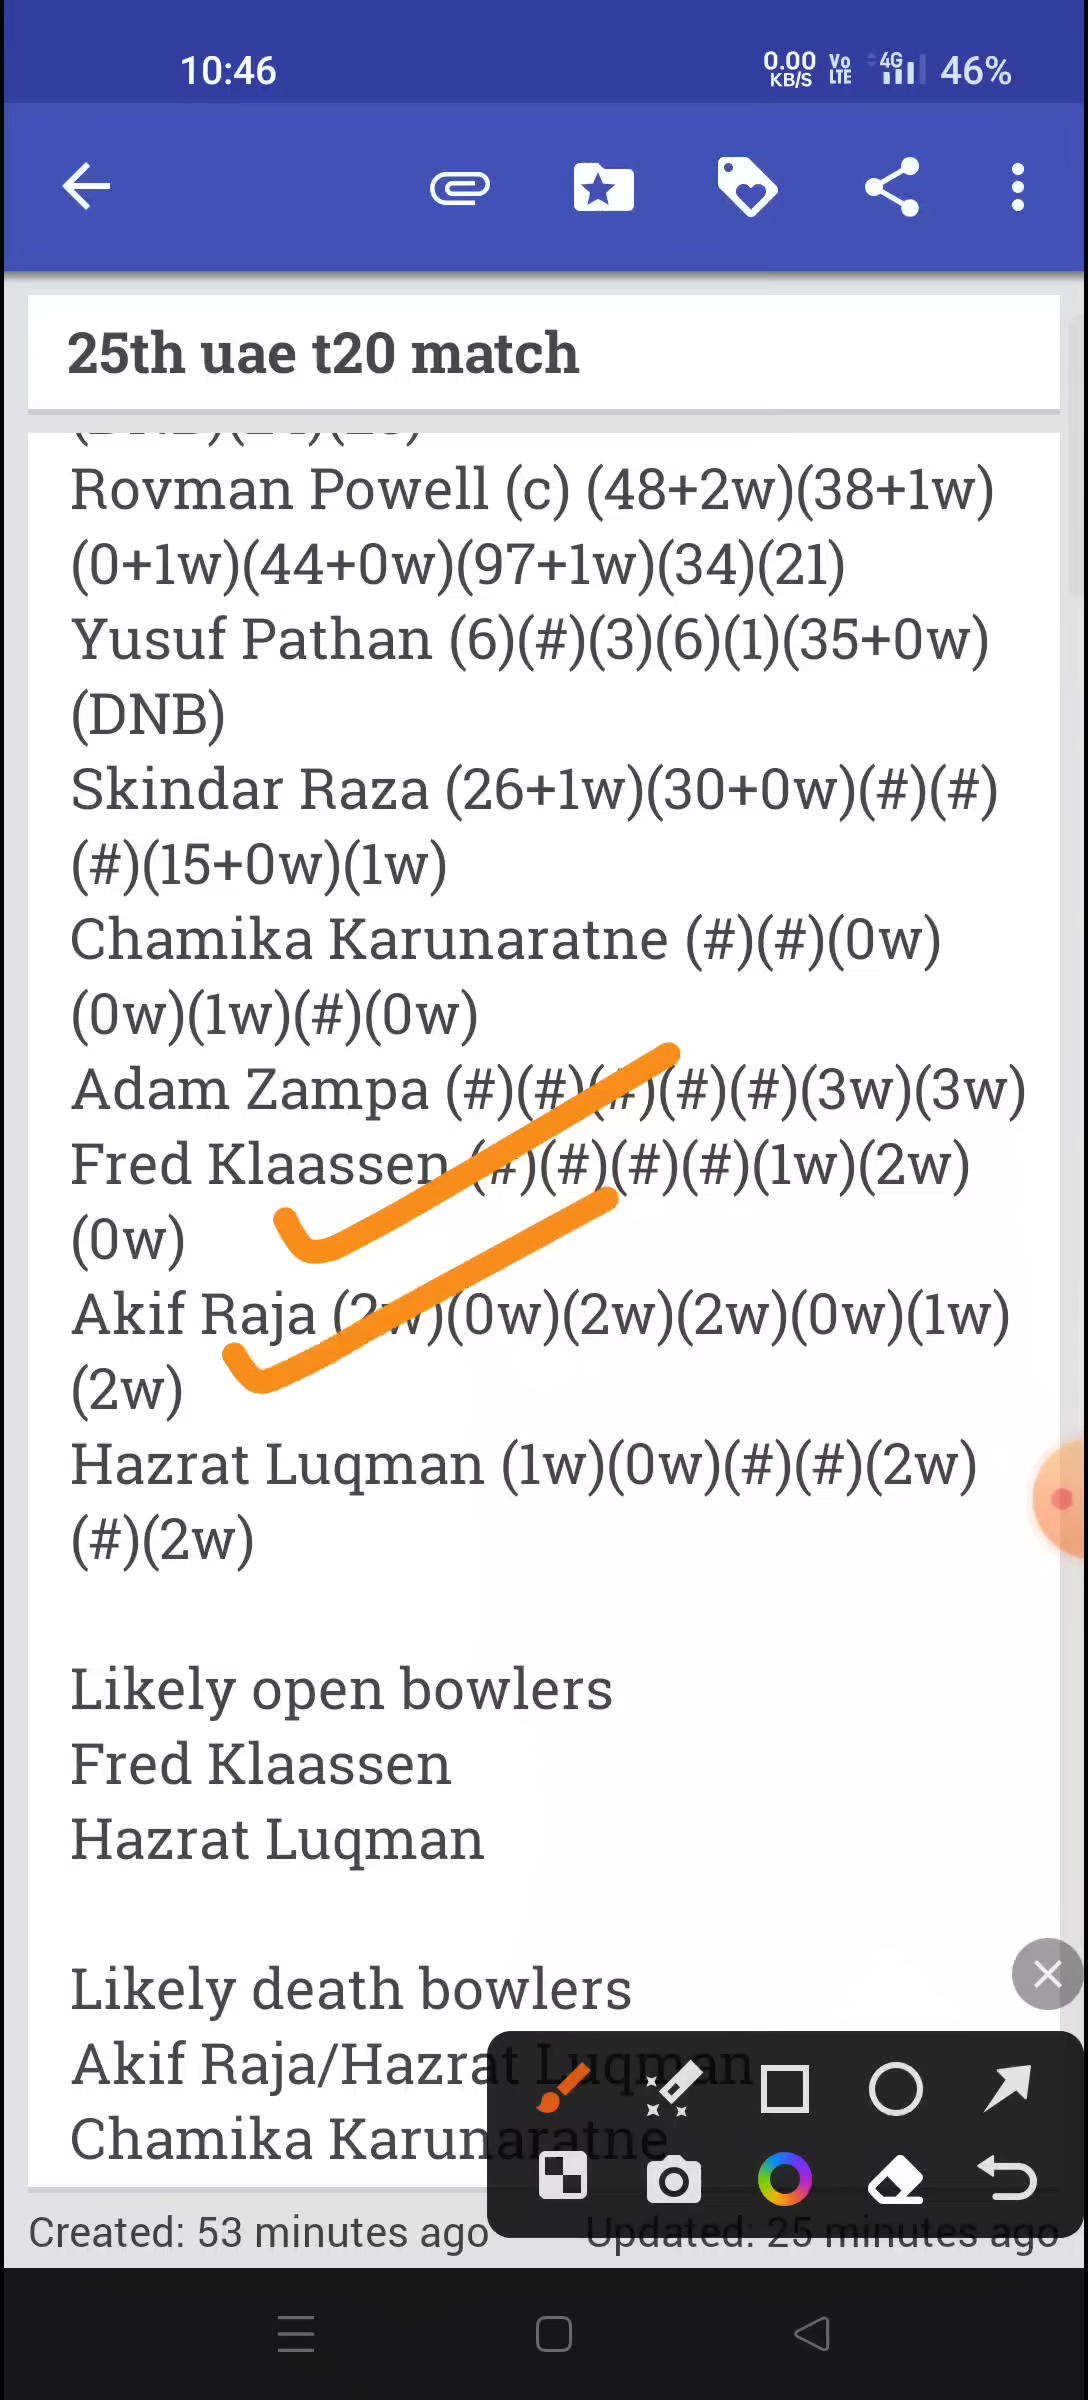 10:46
0.00 KB/S Vo LTE 4G 46%
25th uae t20 match
Rovman Powell (c) (48+2w)(38+1w)
(0+1w)(44+0w)(97+1w)(34)(21)
Yusuf Pathan (6)(#)(3)(6)(1)(35+0w)
(DNB)
Skindar Raza (26+1w)(30+0w)(#)(#)
(#)(15+0w)(1w)
Chamika Karunaratne (#)(#)(0w)
(0w)(1w)(#)(0w)
Adam Zampa (#)(#)(#)(#)(#)(3w)(3w)
Fred Klaassen (#)(#)(#)(#)(1w)(2w)
(0w)
Akif Raja (2w)(0w)(2w)(2w)(0w)(1w)
(2w)
Hazrat Luqman (1w)(0w)(#)(#)(2w)
(#)(2w)
Likely open bowlers
Fred Klaassen
Hazrat Luqman
Likely death bowlers
Akif Raja/Hazrat Luqman
Chamika Karunaratne
Created: 53 minutes ago Updated: 25 minutes ago